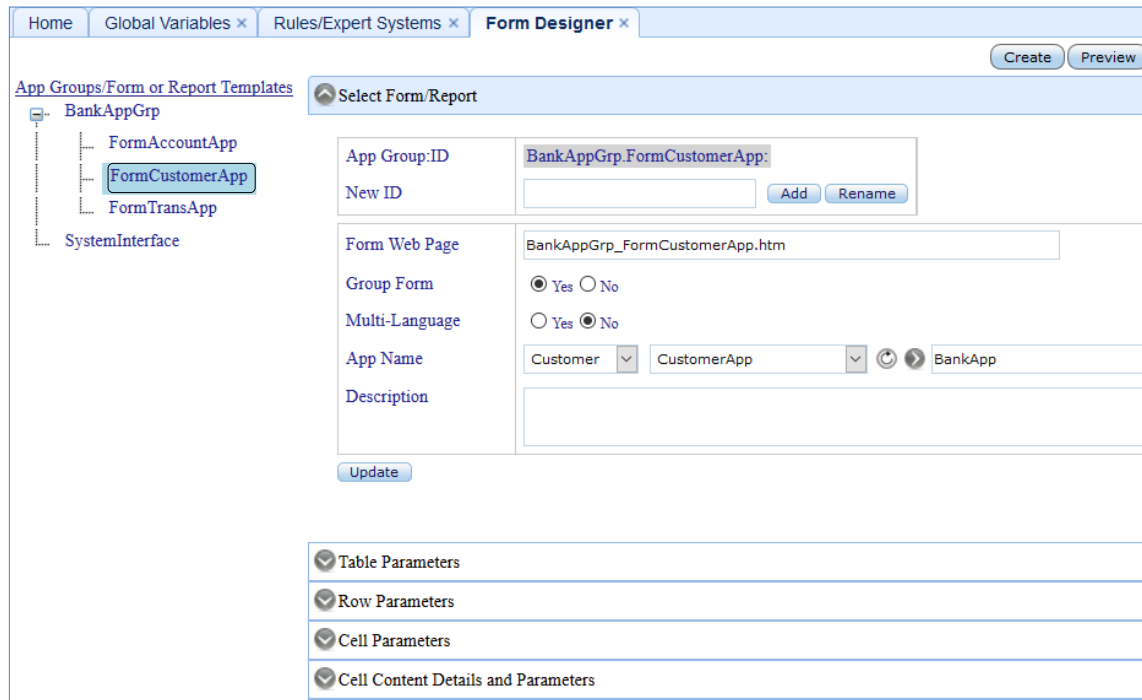 Home Global Variables × Rules/Expert Systems × Form Designer ×
Create Preview
App Groups/Form or Report Templates
BankAppGrp
FormAccountApp
FormCustomerApp
FormTransApp
SystemInterface
Select Form/Report
App Group:ID BankAppGrp.FormCustomerApp:
New ID Add Rename
Form Web Page BankAppGrp_FormCustomerApp.htm
Group Form Yes No
Multi-Language Yes No
App Name Customer CustomerApp BankApp
Description
Update
Table Parameters
Row Parameters
Cell Parameters
Cell Content Details and Parameters